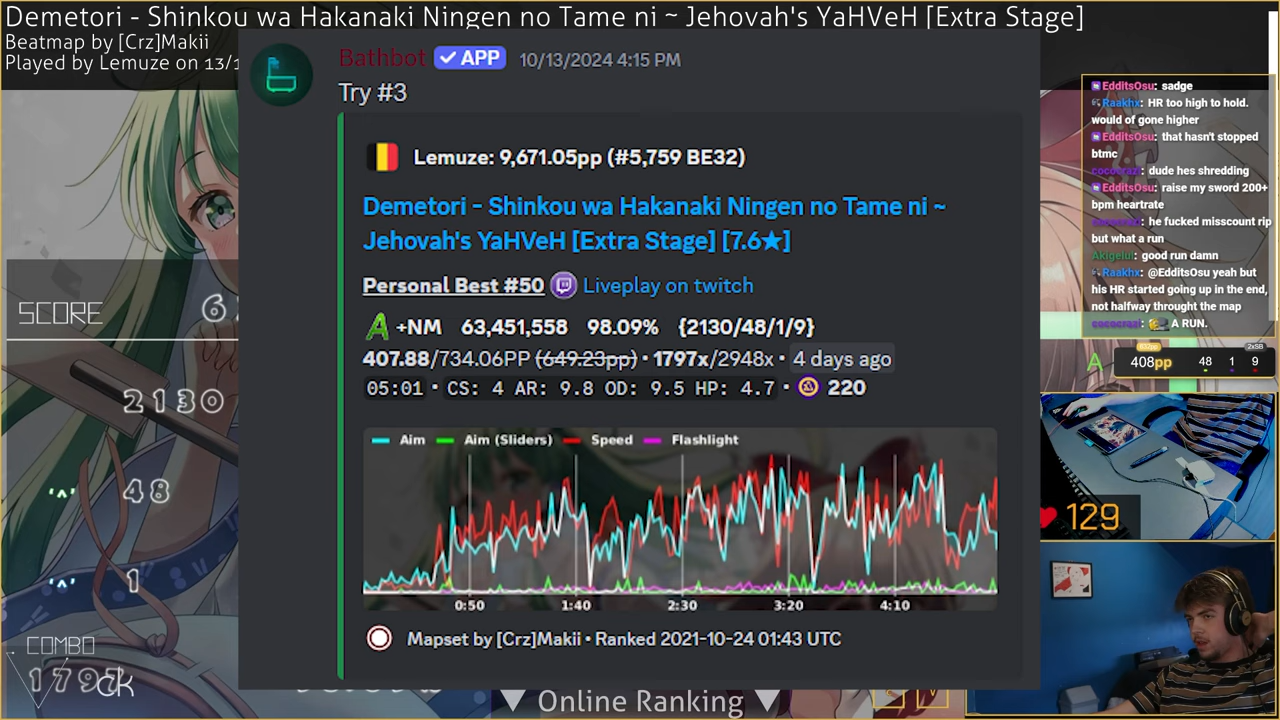 Demetori - Shinkou wa Hakanaki Ningen no Tame ni ~ Jehovah's YaHVeH [Extra Stage]
Beatmap by [Crz]Makii
Played by Lemuze on 13/1
Bathbot ✓ APP 10/13/2024 4:15 PM
Try #3
Lemuze: 9,671.05pp (#5,759 BE32)
Demetori - Shinkou wa Hakanaki Ningen no Tame ni ~
Jehovah's YaHVeH [Extra Stage] [7.6★]
Personal Best #50 Liveplay on twitch
A +NM 63,451,558 98.09% {2130/48/1/9}
407.88/734.06PP (649.23pp) • 1797x/2948x • 4 days ago
05:01 • CS: 4 AR: 9.8 OD: 9.5 HP: 4.7 • 220
Aim Aim (Sliders) Speed Flashlight
0:50 1:40 2:30 3:20 4:10
Mapset by [Crz]Makii • Ranked 2021-10-24 01:43 UTC
SCORE 6
2130
48
1
COMBO
1797
ck
▼ Online Ranking ▼
EdditsOsu: sadge
Raakhx: HR too high to hold.
would of gone higher
EdditsOsu: that hasn't stopped
btmc
cococrazi: dude hes shredding
EdditsOsu: raise my sword 200+
bpm heartrate
cococrazi: he fucked misscount rip
but what a run
Akigelul: good run damn
Raakhx: @EdditsOsu yeah but
his HR started going up in the end,
not halfway throught the map
cococrazi: A RUN.
2xSB
A 408pp 48 1 9
129